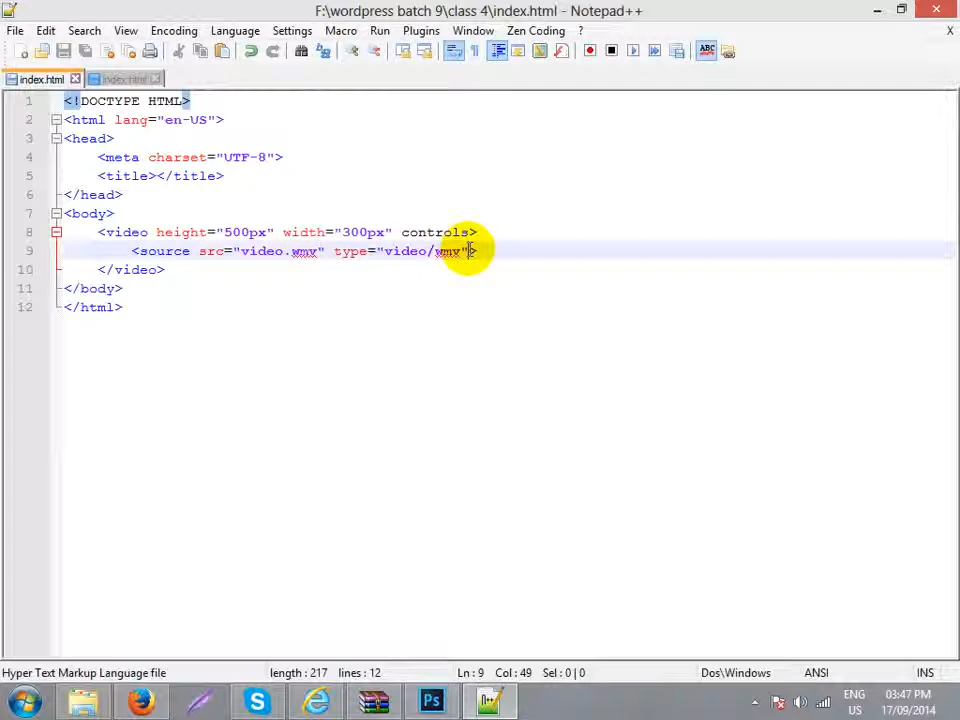 F:\wordpress batch 9\class 4\index.html - Notepad++
File Edit Search View Encoding Language Settings Macro Run Plugins Window Zen Coding ? X
ABC
index.html index.html
1 <!DOCTYPE HTML>
2 <html lang="en-US">
3 <head>
4 <meta charset="UTF-8">
5 <title></title>
6 </head>
7 <body>
8 <video height="500px" width="300px" controls>
9 <source src="video.wmv" type="video/wmv">
10 </video>
11 </body>
12 </html>
Hyper Text Markup Language file length : 217 lines : 12 Ln : 9 Col : 49 Sel : 0 | 0 Dos\Windows ANSI INS
ENG 03:47 PM
US 17/09/2014